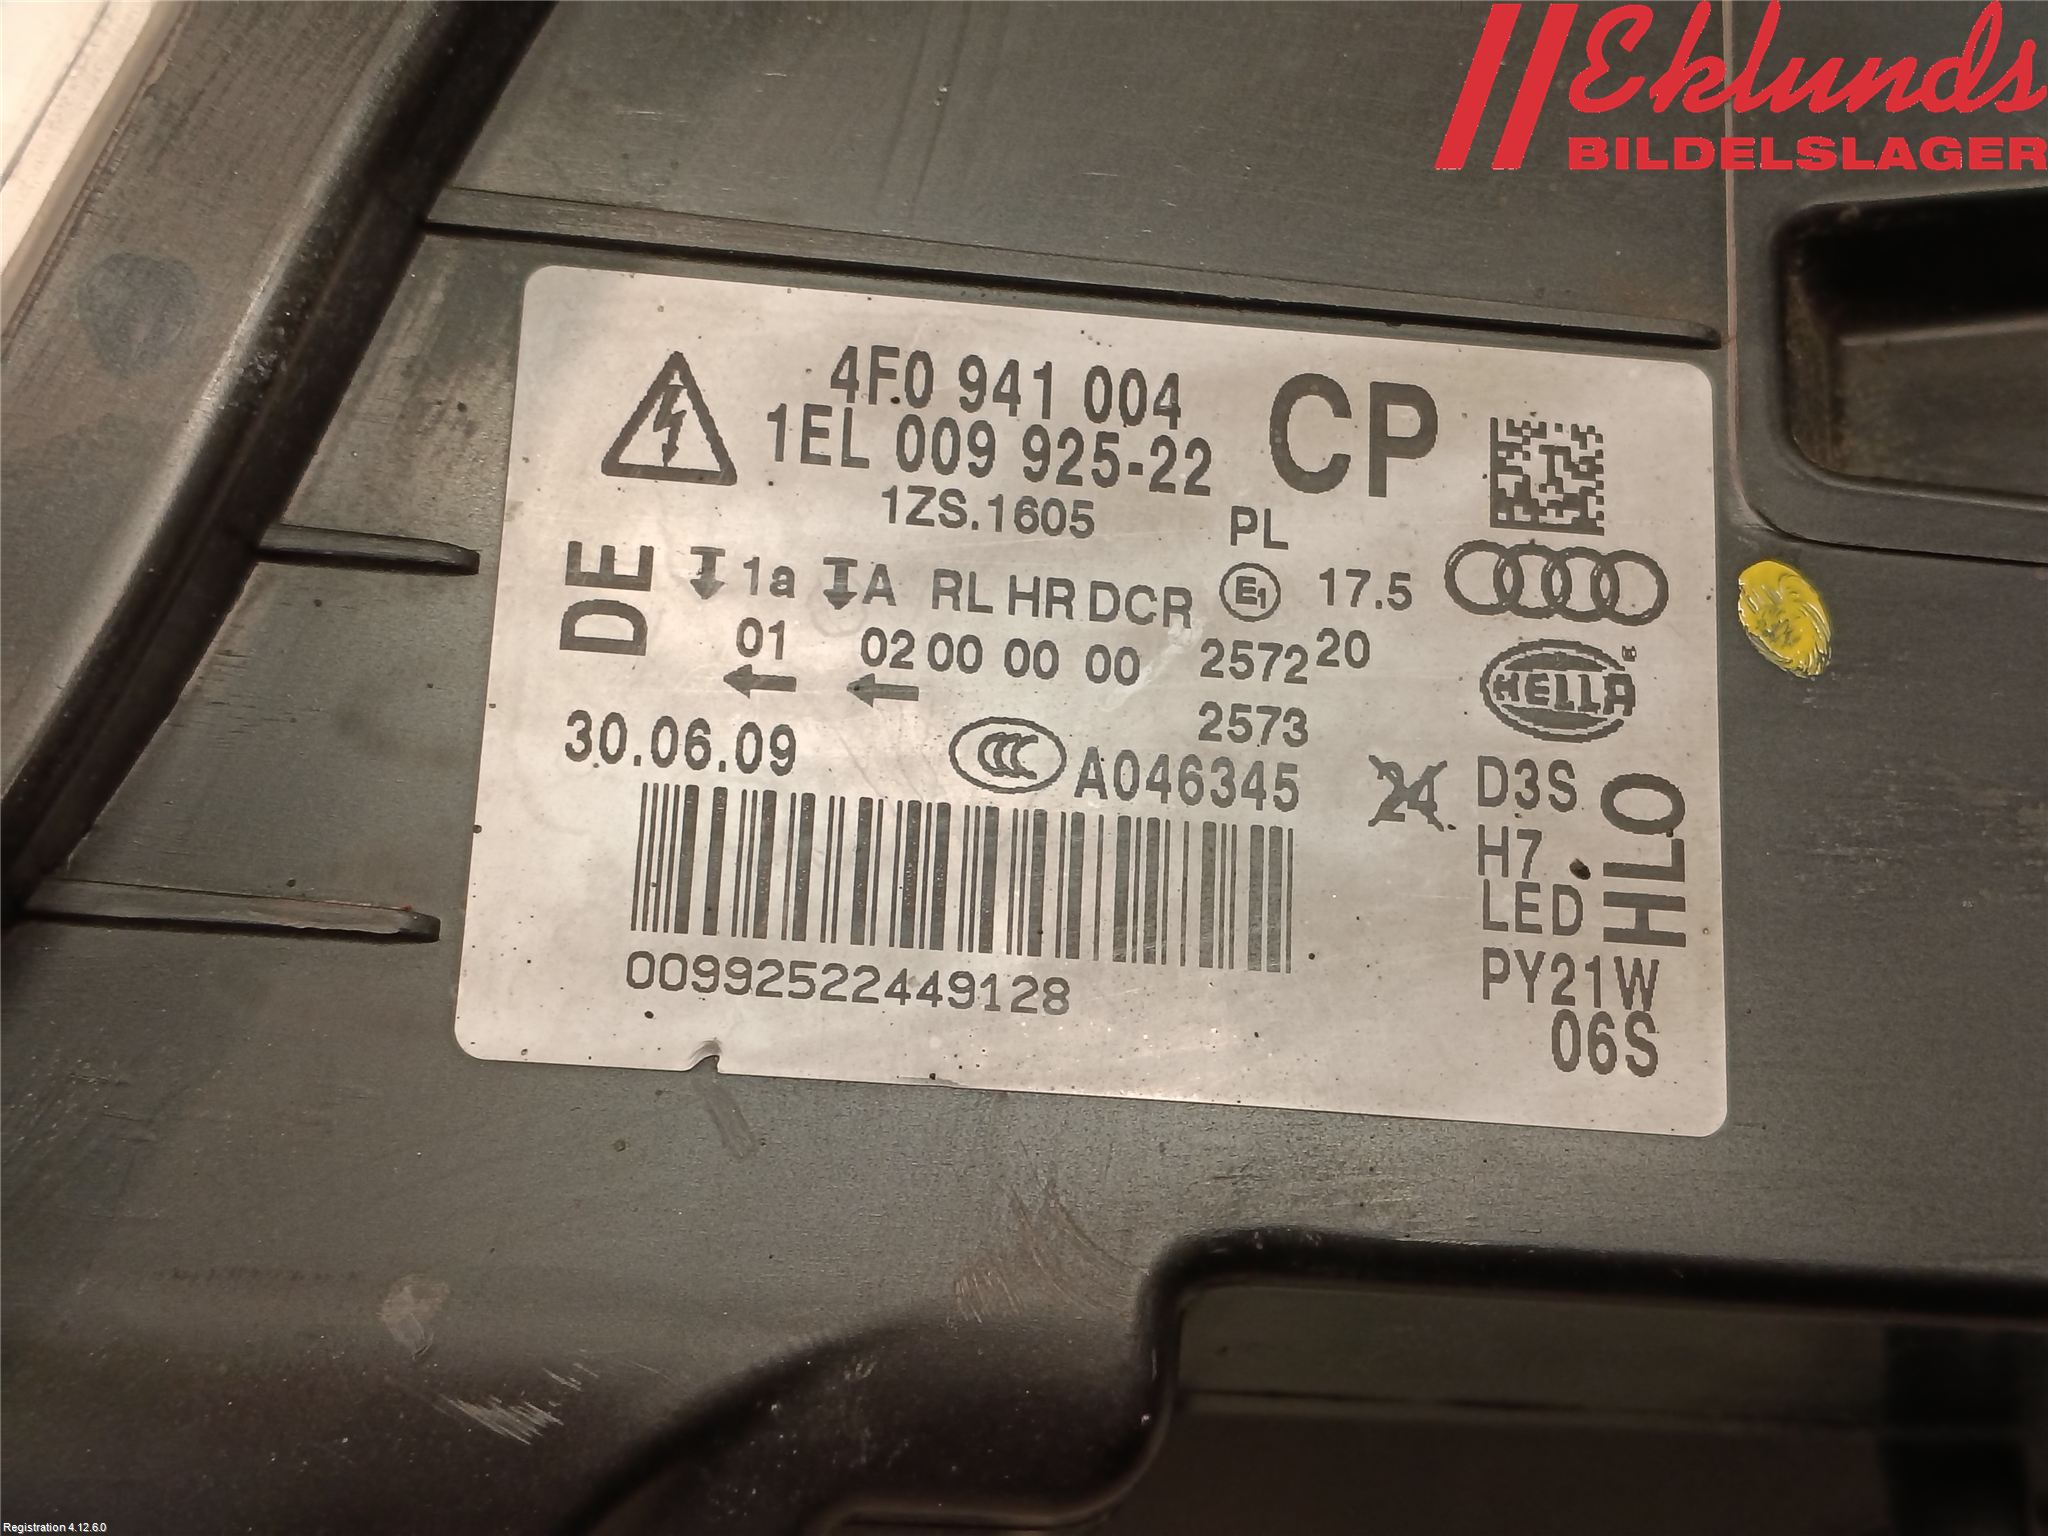 Eklunds
BILDELSLAGER
4F0 941 004
CP
1EL 009 925-22
1ZS.1605
PL
DE
1a A RL HR DCR E1 17.5
01 02 00 00 00 2572 20
2573
HELLA
30.06.09
CCC A046345
24
D3S
H7
LED
PY21W
06S
HLO
00992522449128
Registration 4.12.6.0